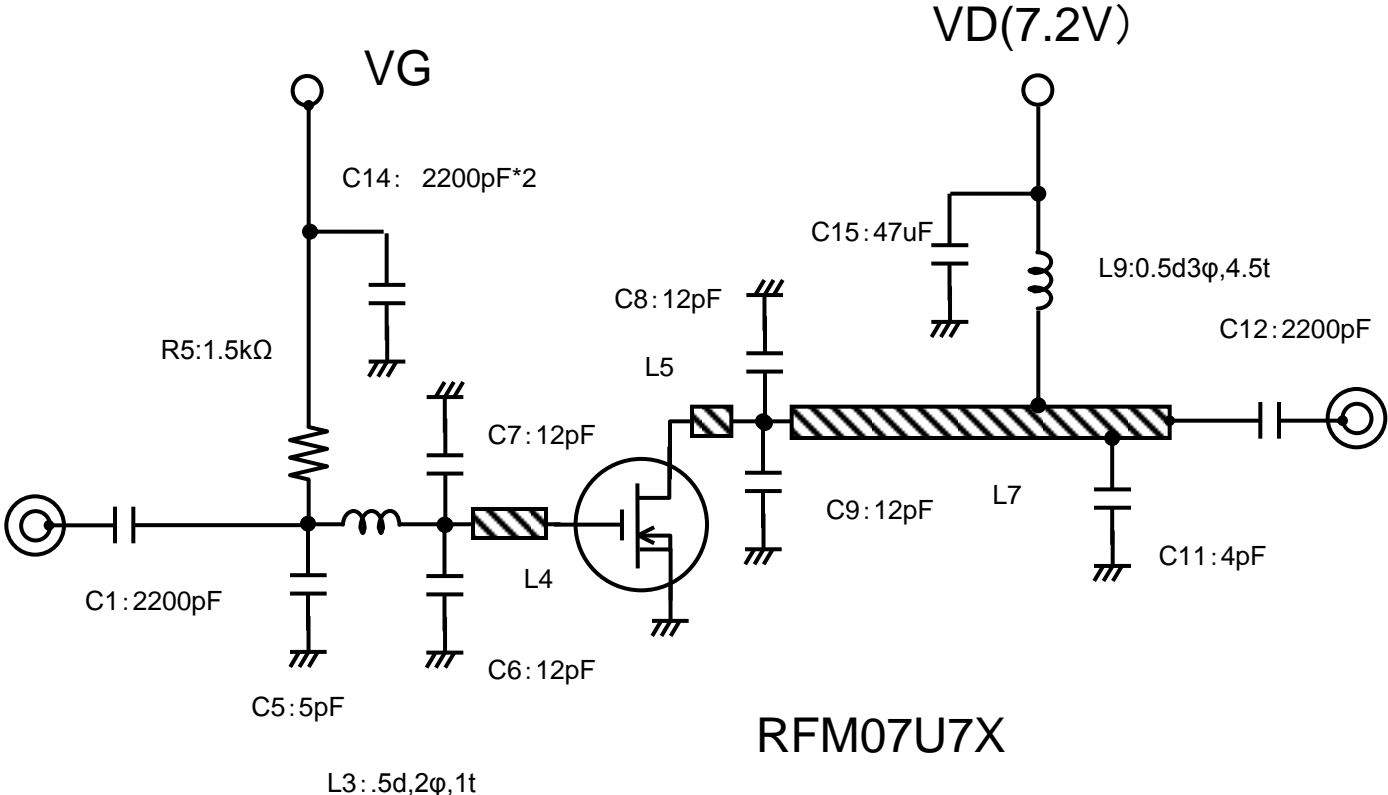 VD(7.2V）
VG
C14： 2200pF*2
C15：47uF
L9:0.5d3φ,4.5t
C8：12pF
C12：2200pF
R5:1.5kΩ
L5
C7：12pF
L7
C9：12pF
C11：4pF
L4
C1：2200pF
C6：12pF
C5：5pF
RFM07U7X
L3：.5d,2φ,1t